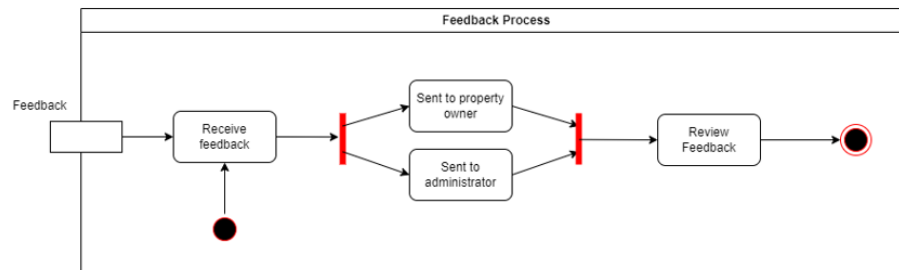 Feedback Process
Feedback
Receive
feedback
Sent to property
owner
Sent to
administrator
Review
Feedback